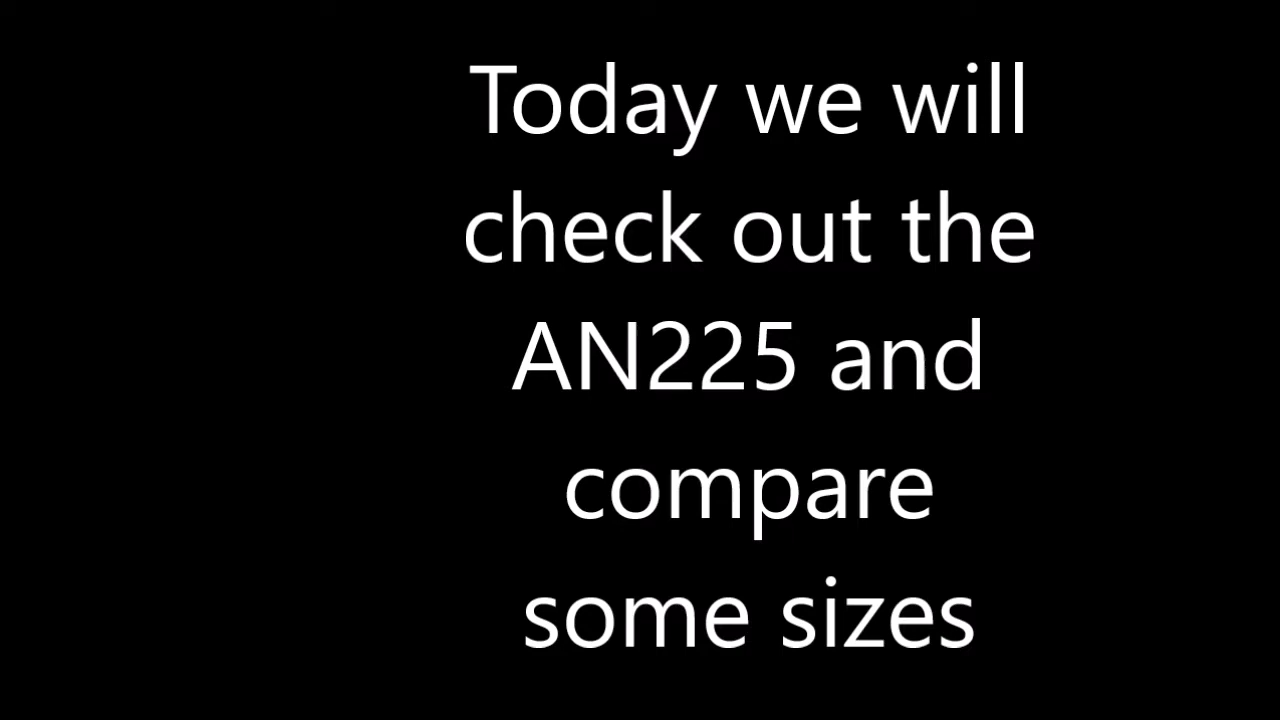 Today we will
check out the
AN225 and
compare
some sizes